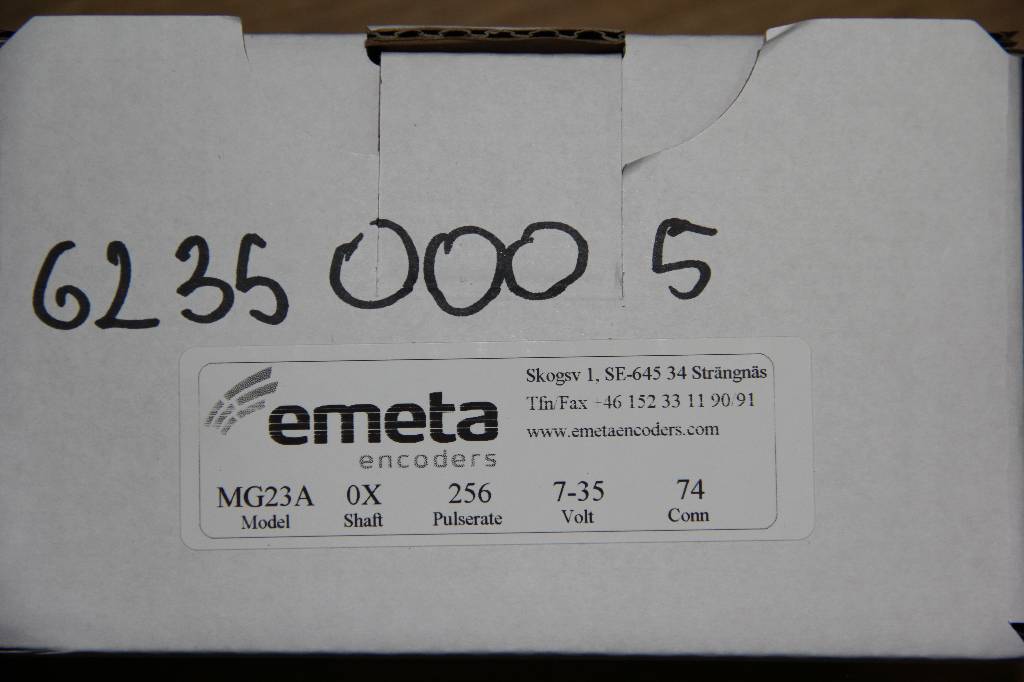 6235 000 5
emeta
encoders
Skogsv 1, SE-645 34 Strängnäs
Tfn/Fax +46 152 33 11 90/91
www.emetaencoders.com
MG23A 0X 256 7-35 74
Model Shaft Pulserate Volt Conn